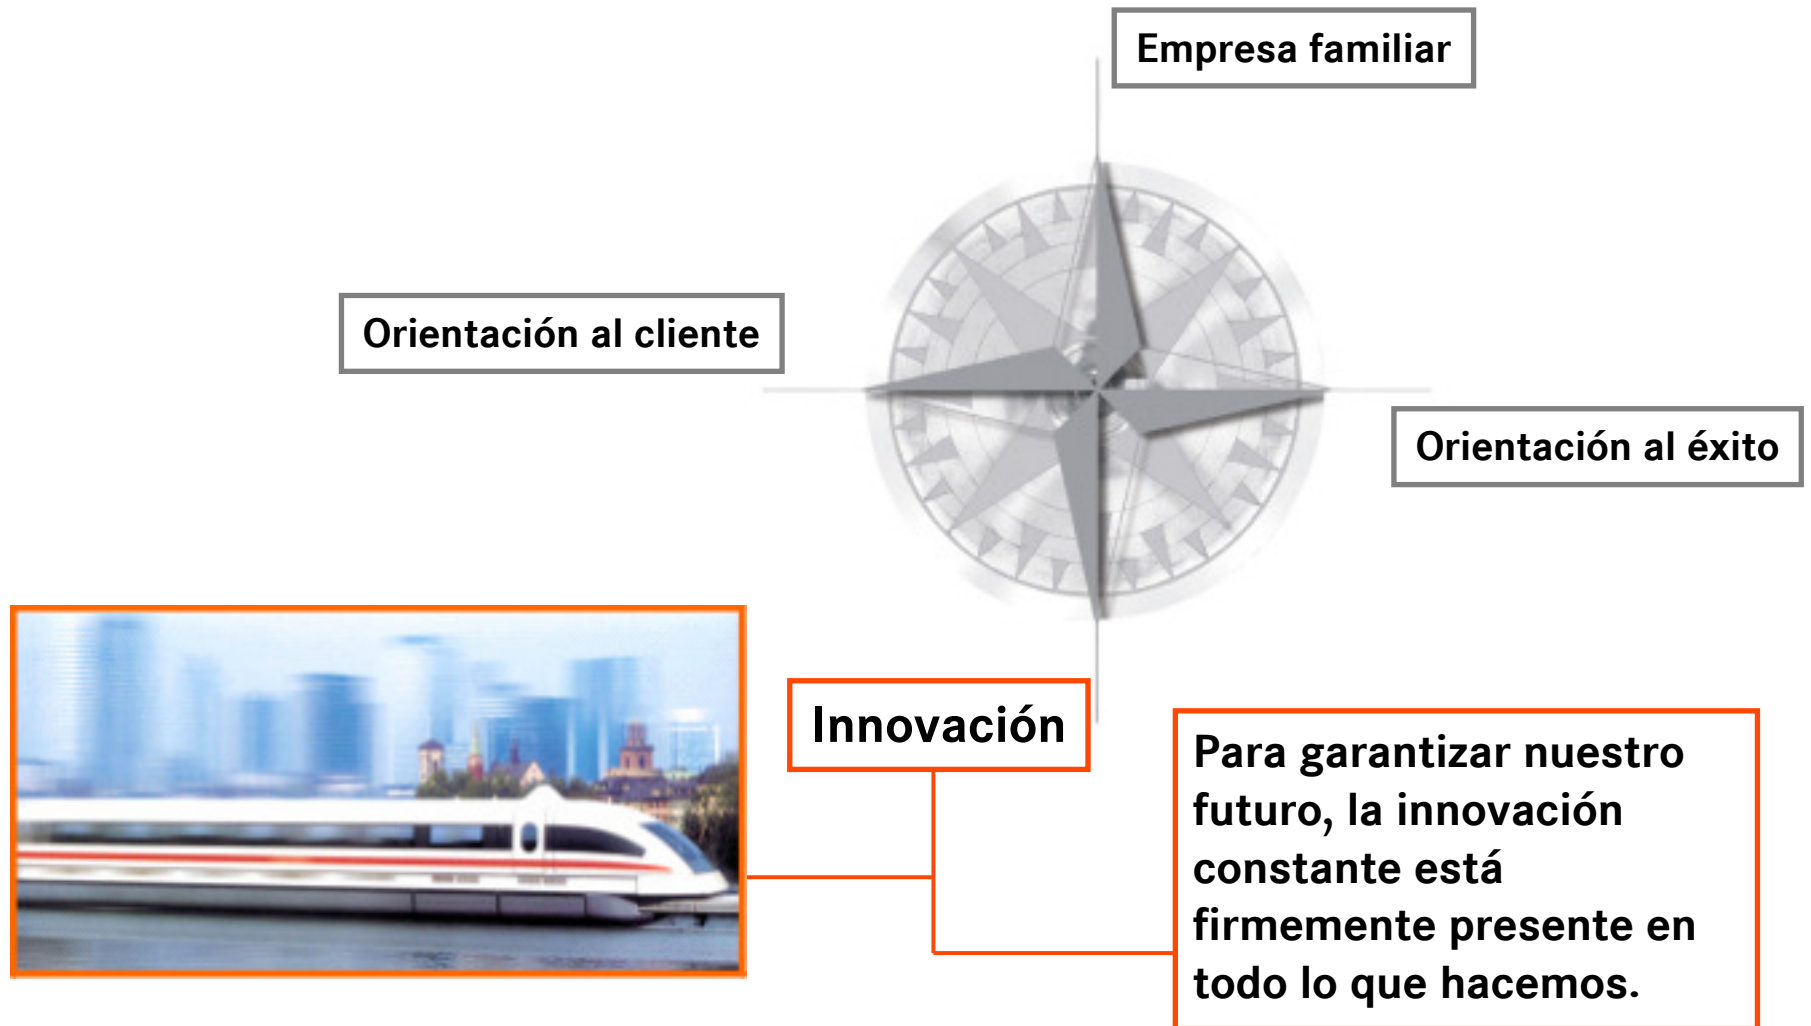 Empresa familiar
Orientación al cliente
Orientación al éxito
Innovación
Para garantizar nuestro
futuro, la innovación
constante está
firmemente presente en
todo lo que hacemos.